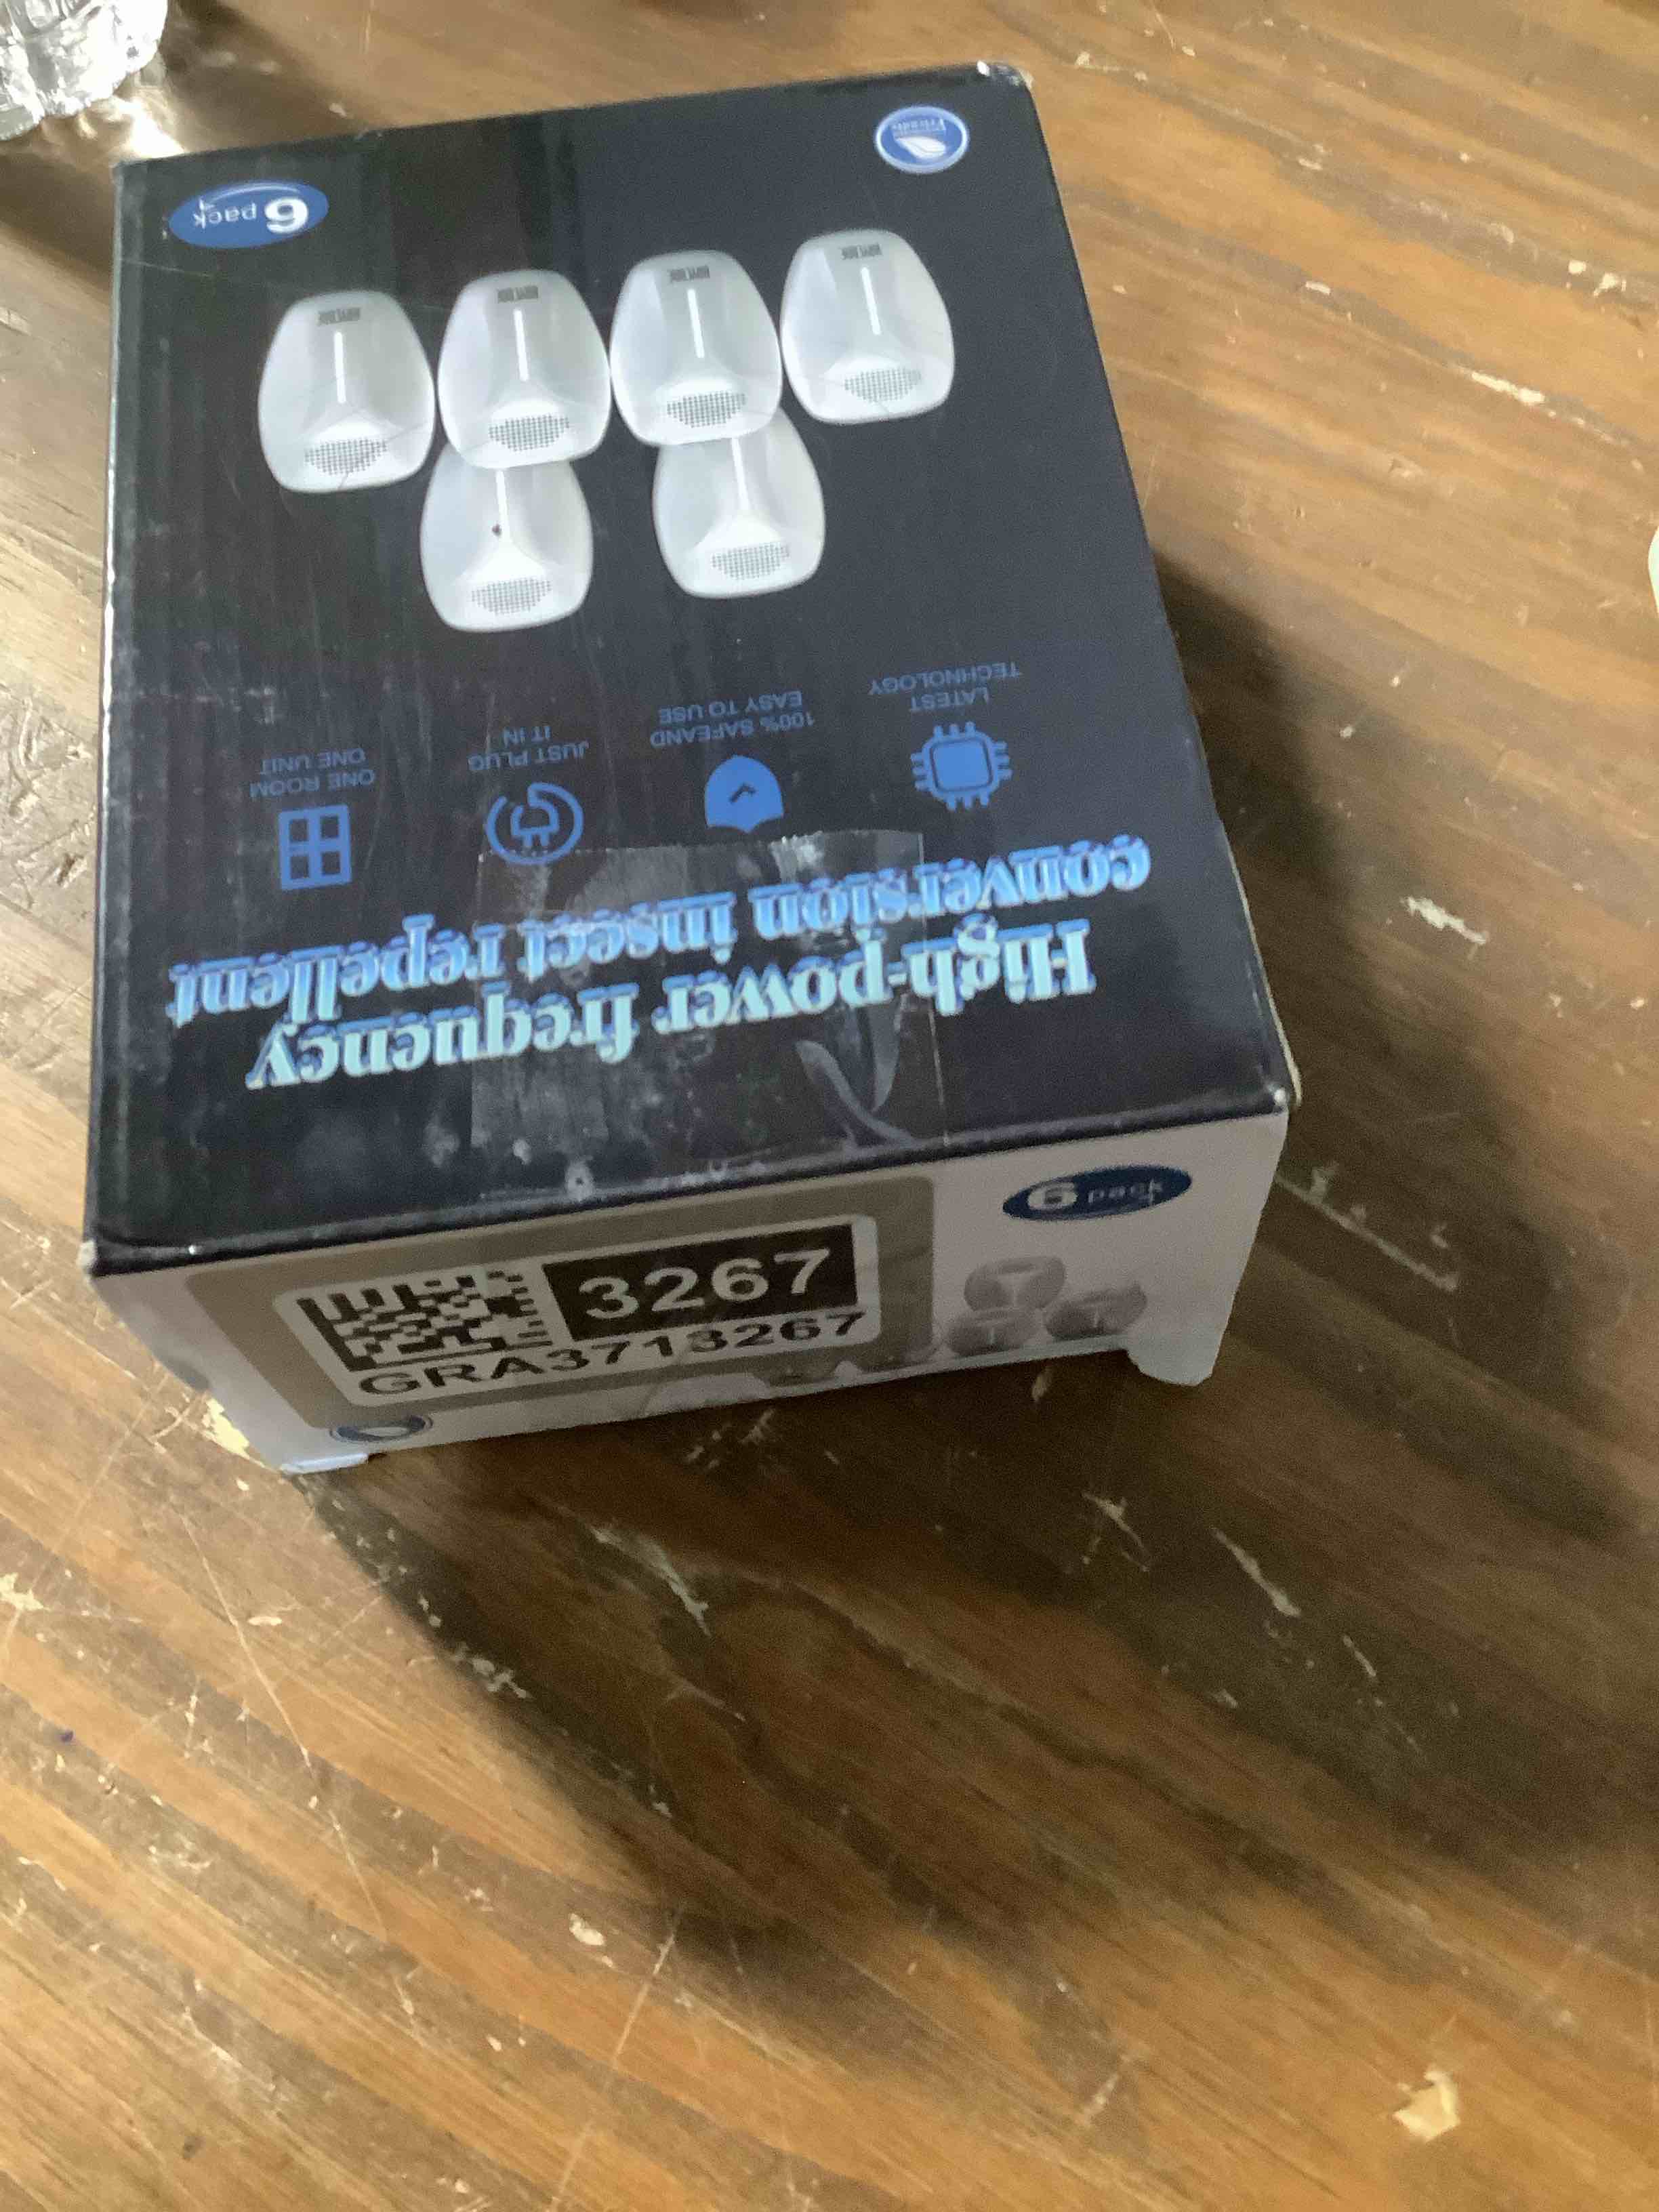 High-power frequency
conversion insect repellent
LATEST
TECHNOLOGY
100% SAFEAND
EASY TO USE
JUST PLUG
IT IN
ONE ROOM
ONE UNIT
6 pack
6 pack
3267
GRA3713267